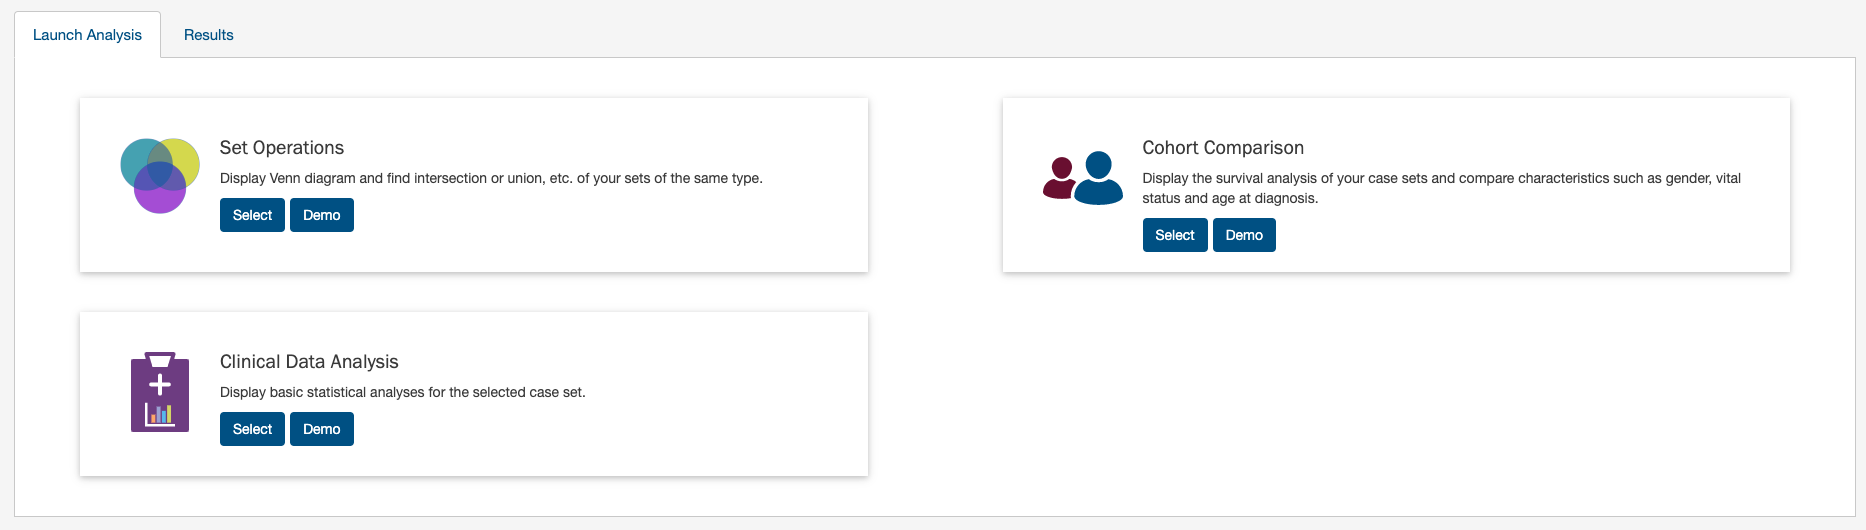 Launch Analysis
Results
Set Operations
Display Venn diagram and find intersection or union, etc. of your sets of the same type.
Select
Demo
Cohort Comparison
Display the survival analysis of your case sets and compare characteristics such as gender, vital
status and age at diagnosis.
Select
Demo
Clinical Data Analysis
Display basic statistical analyses for the selected case set.
Select
Demo